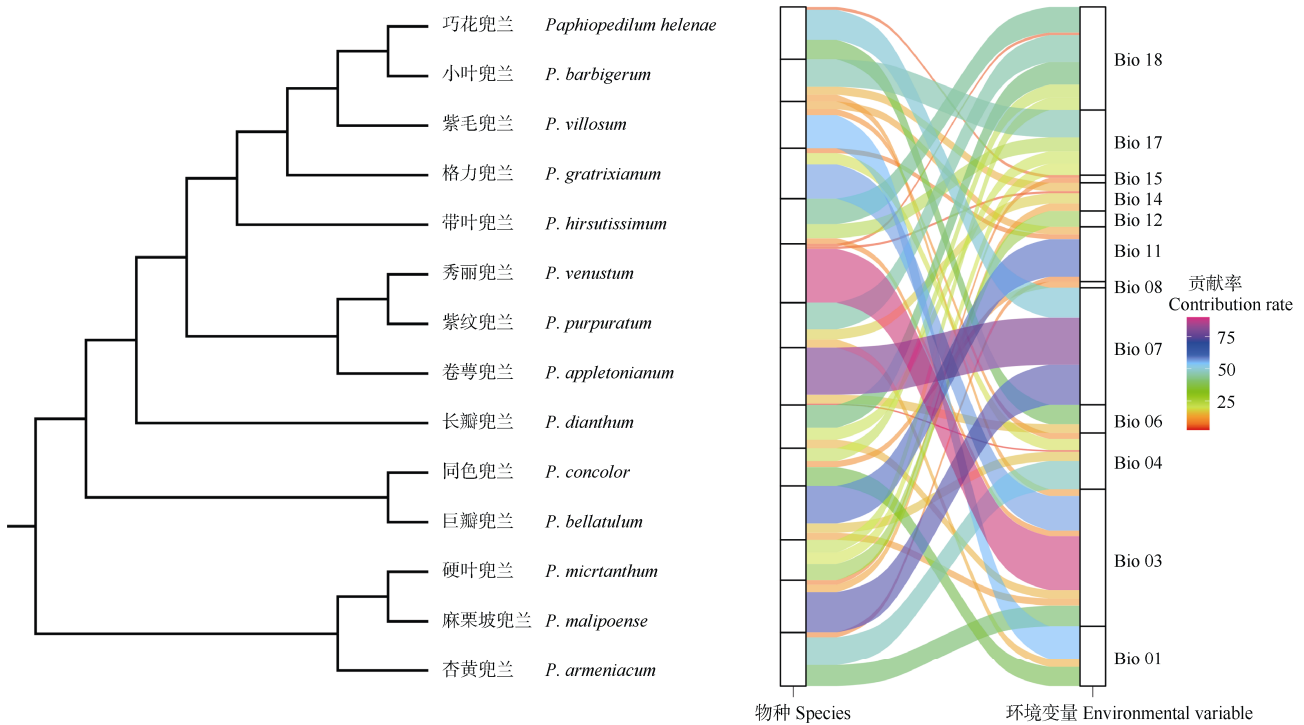 巧花兜兰 Paphiopedilum helenae
小叶兜兰 P. barbigerum
紫毛兜兰 P. villosum
格力兜兰 P. gratrixianum
带叶兜兰 P. hirsutissimum
秀丽兜兰 P. venustum
紫纹兜兰 P. purpuratum
卷萼兜兰 P. appletonianum
长瓣兜兰 P. dianthum
同色兜兰 P. concolor
巨瓣兜兰 P. bellatulum
硬叶兜兰 P. micrtanthum
麻栗坡兜兰 P. malipoense
杏黄兜兰 P. armeniacum
Bio 18
Bio 17
Bio 15
Bio 14
Bio 12
Bio 11
Bio 08
Bio 07
Bio 06
Bio 04
Bio 03
Bio 01
物种 Species
环境变量 Environmental variable
贡献率
Contribution rate
75
50
25